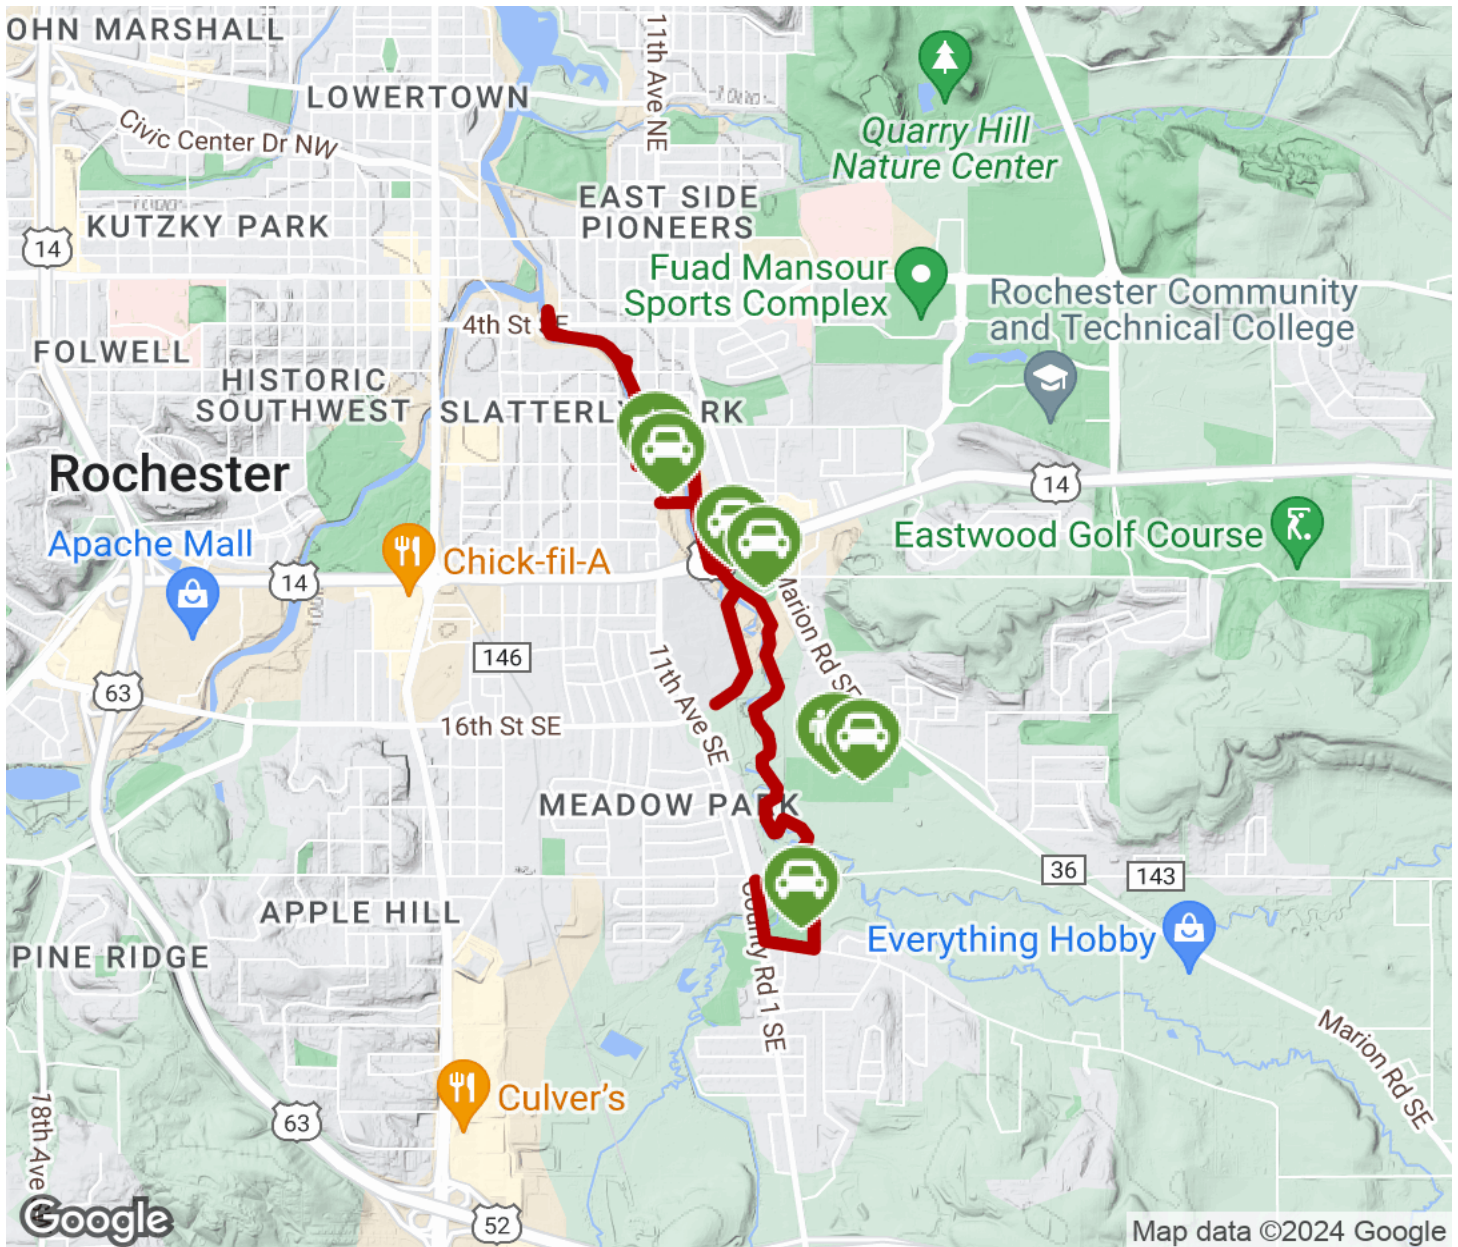 OHN MARSHALL
11th Ave NE
LOWERTOWN
Civic Center Dr NW
Quarry Hill
Nature Center
EAST SIDE
PIONEERS
KUTZKY PARK
14
Fuad Mansour
Sports Complex
Rochester Community
and Technical College
4th St SE
FOLWELL
HISTORIC
SOUTHWEST
SLATTERLY PARK
Rochester
14
Eastwood Golf Course
Apache Mall
Chick-fil-A
14
Marion Rd SE
146
11th Ave SE
63
16th St SE
MEADOW PARK
36
143
County Rd 1 SE
APPLE HILL
Everything Hobby
PINE RIDGE
Marion Rd SE
Culver's
18th Ave
63
52
Google
Map data ©2024 Google